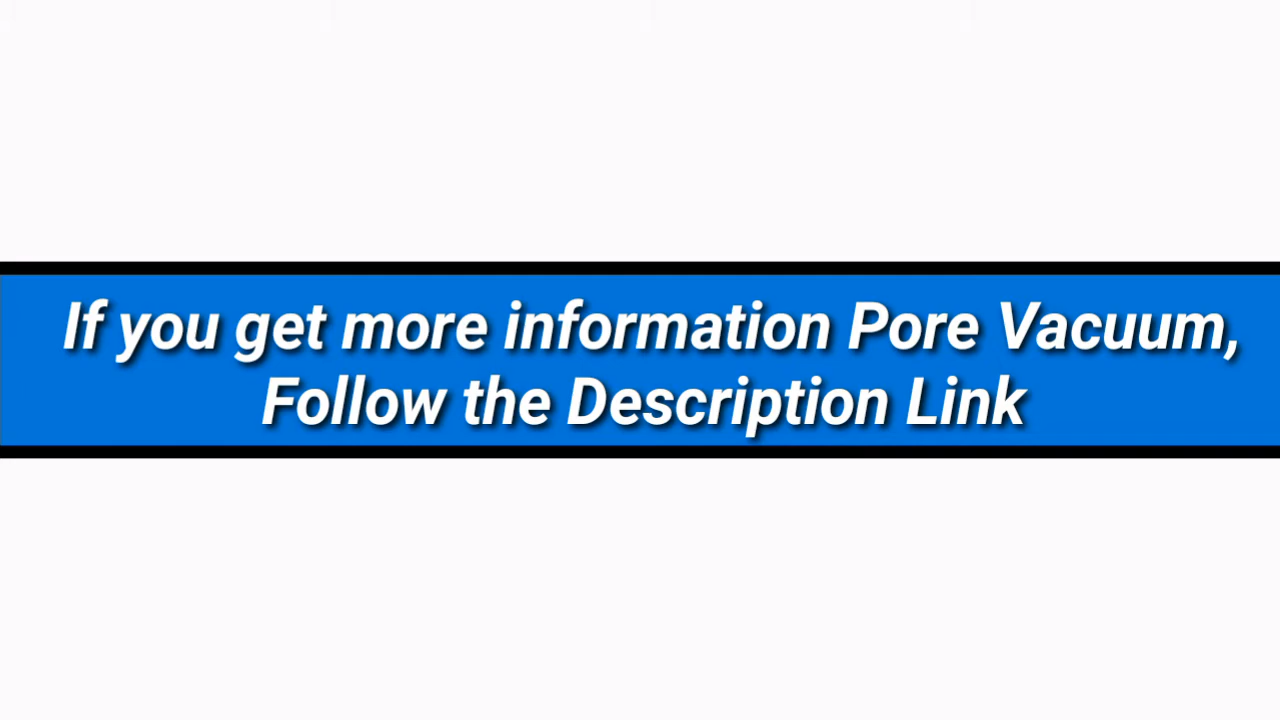 If you get more information Pore Vacuum,
Follow the Description Link